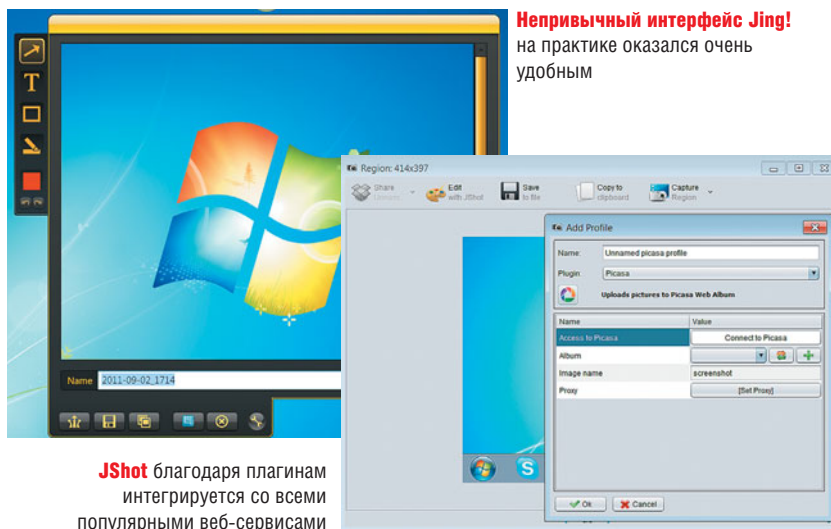 Непривычный интерфейс Jing!
на практике оказался очень
удобным
T
Name 2011-09-02_1714
Region: 414x397
Share
Edit
with JShot
Save
to file
Copy to
clipboard
Capture
Region
Add Profile
Name: Unnamed picasa profile
Plugin: Picasa
Uploads pictures to Picasa Web Album
Name Value
Access to Picasa Connect to Picasa
Album
Image name screenshot
Proxy [Set Proxy]
Ok Cancel
JShot благодаря плагинам
интегрируется со всеми
популярными веб-сервисами